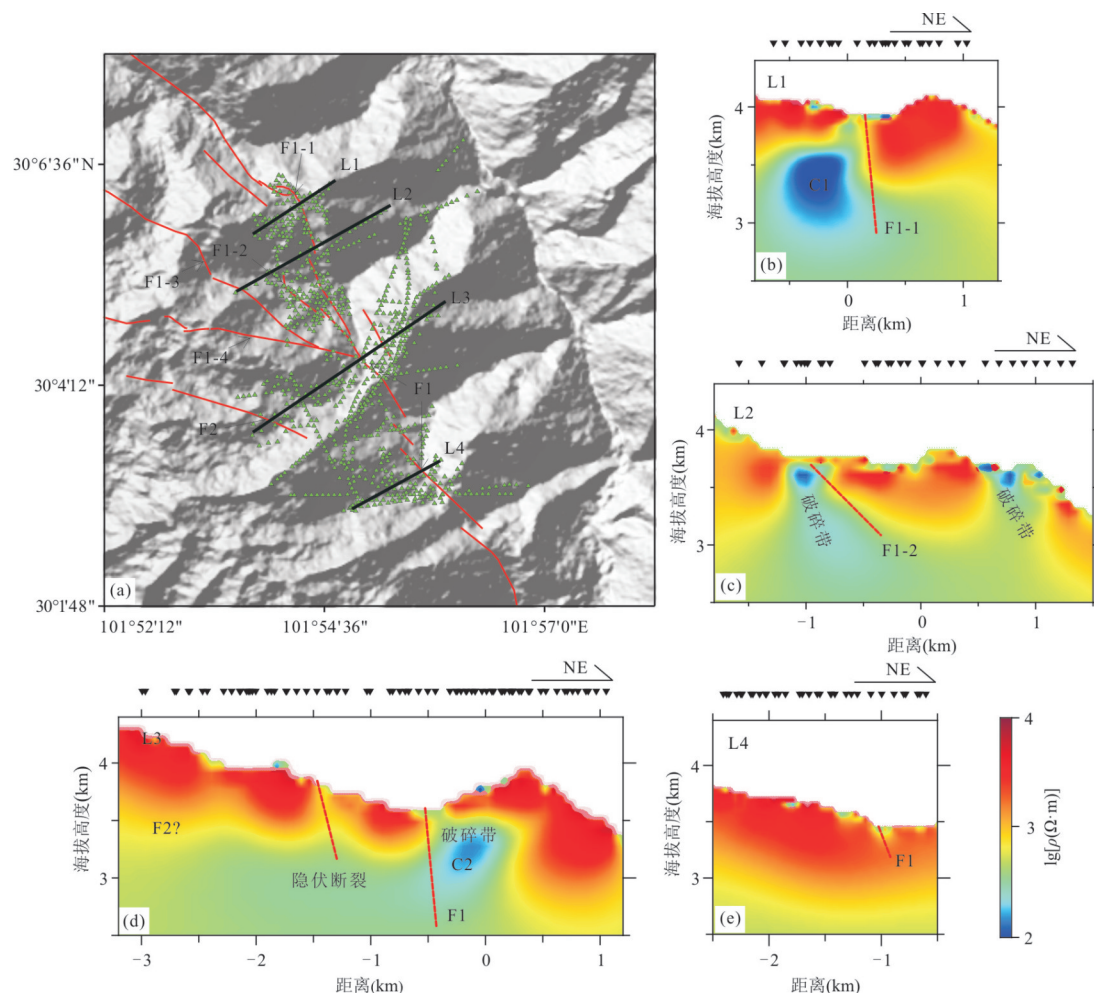 (a)
30°6'36"N
30°4'12"
30°1'48"
101°52'12"
101°54'36"
101°57'0"E
F1-1
L1
L2
F1-2
F1-3
L3
F1-4
F1
F2
L4
NE
L1
4
3
海拔高度(km)
C1
F1-1
(b)
0
1
距离(km)
NE
L2
4
3
海拔高度(km)
破碎带
F1-2
破碎带
(c)
−1
0
1
距离(km)
NE
L3
4
3
海拔高度(km)
F2?
隐伏断裂
破碎带
C2
F1
(d)
−3
−2
−1
0
1
距离(km)
NE
L4
4
3
海拔高度(km)
F1
(e)
−2
−1
距离(km)
4
3
2
lg[ρ(Ω·m)]